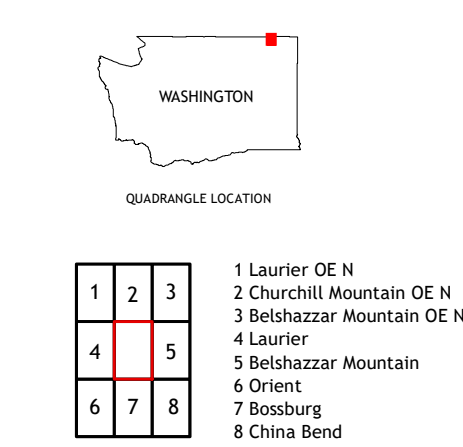 WASHINGTON
QUADRANGLE LOCATION
1 2 3
4 5
6 7 8
1 Laurier OE N
2 Churchill Mountain OE N
3 Belshazzar Mountain OE N
4 Laurier
5 Belshazzar Mountain
6 Orient
7 Bossburg
8 China Bend